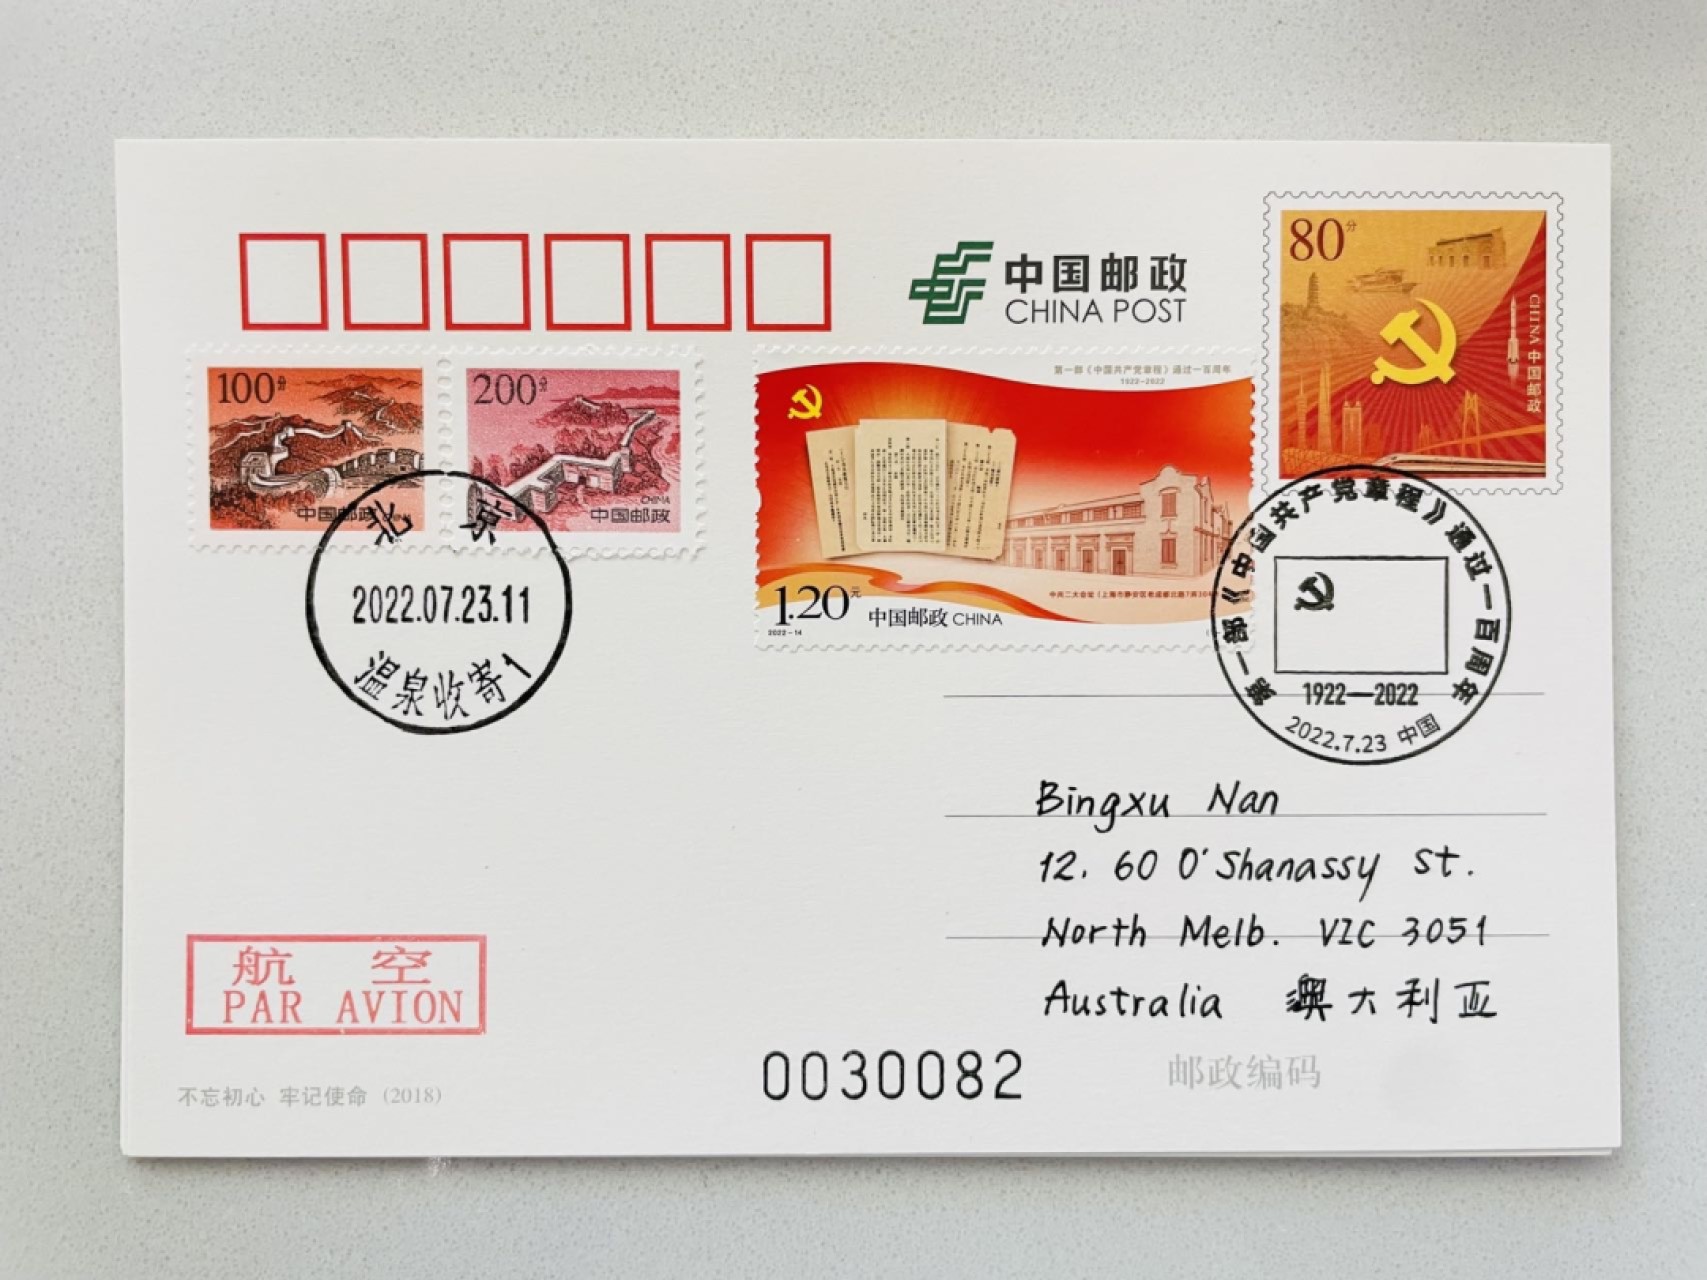 中国邮政
CHINA POST
80分
CHINA 中国邮政
100分
中国邮政
200分
CHINA
中国邮政
第一部《中国共产党章程》通过一百周年
1922-2022
1.20元
中国邮政 CHINA
2022-14
北京
2022.07.23.11
温泉收寄1
第一部《中国共产党章程》通过一百周年
1922—2022
2022.7.23 中国
Bingxu Nan
12. 60 O'Shanassy St.
North Melb. VIC 3051
Australia 澳大利亚
航 空
PAR AVION
0030082
邮政编码
不忘初心 牢记使命 (2018)